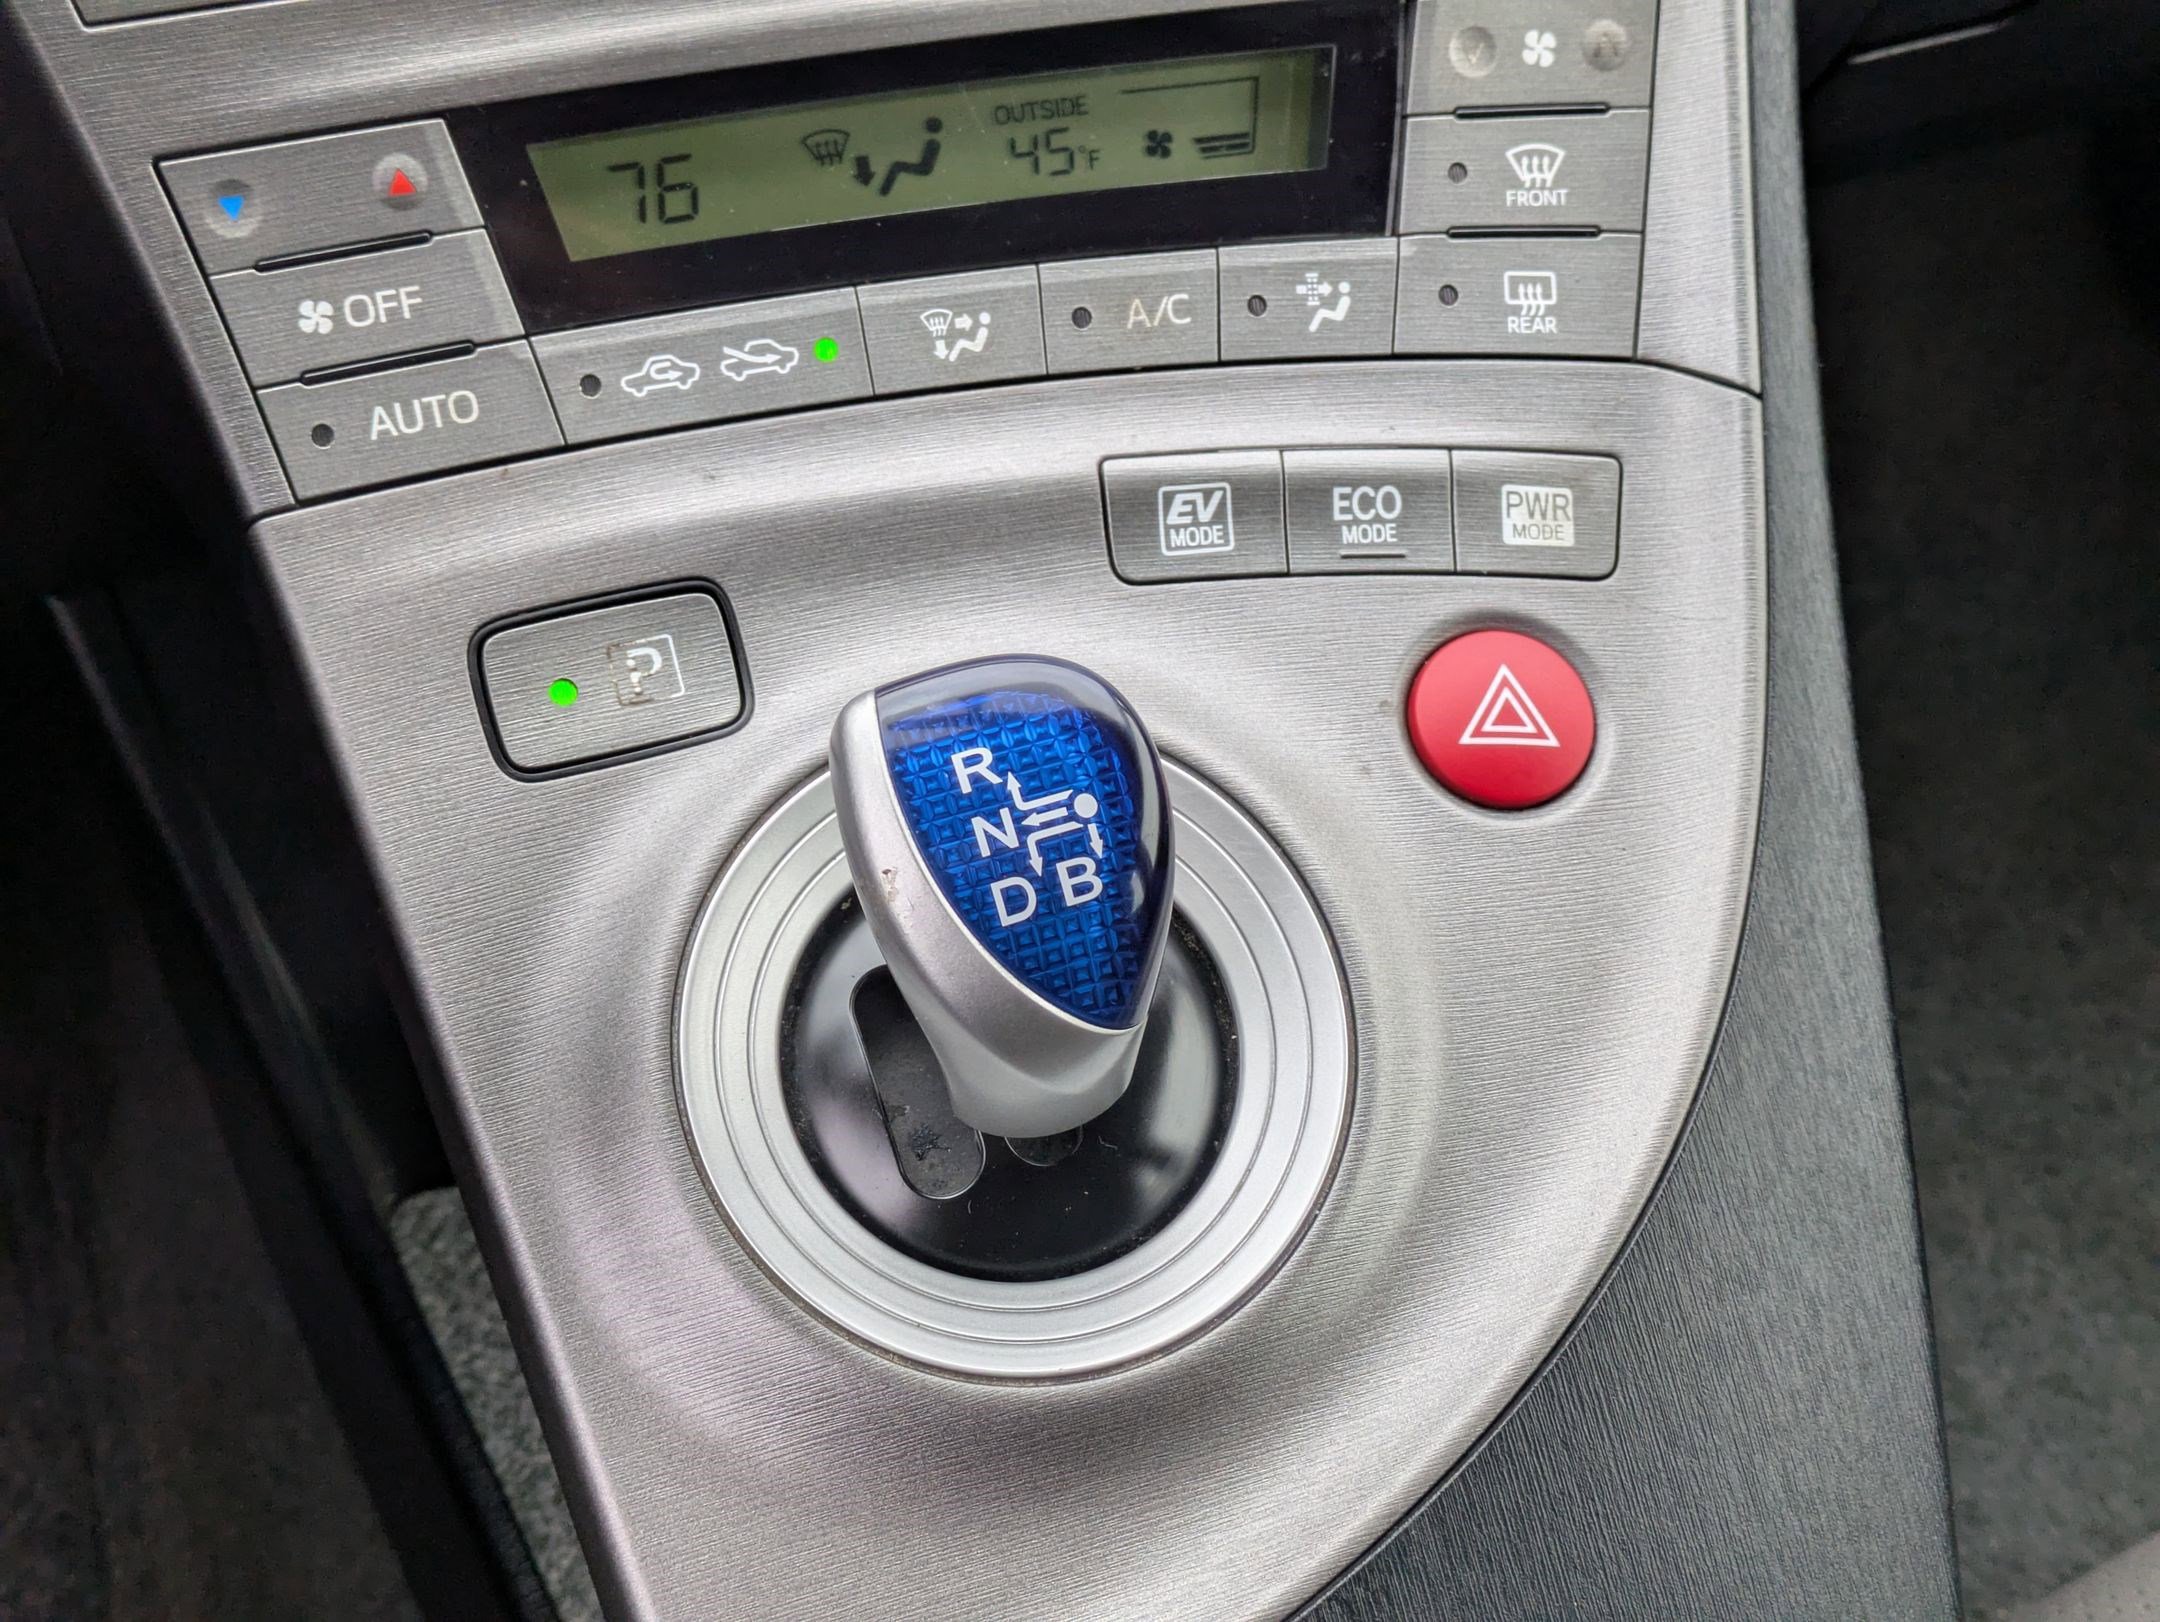 76
OUTSIDE
45°F
FRONT
OFF
A/C
REAR
AUTO
EV
MODE
ECO
MODE
PWR
MODE
R
N
D B